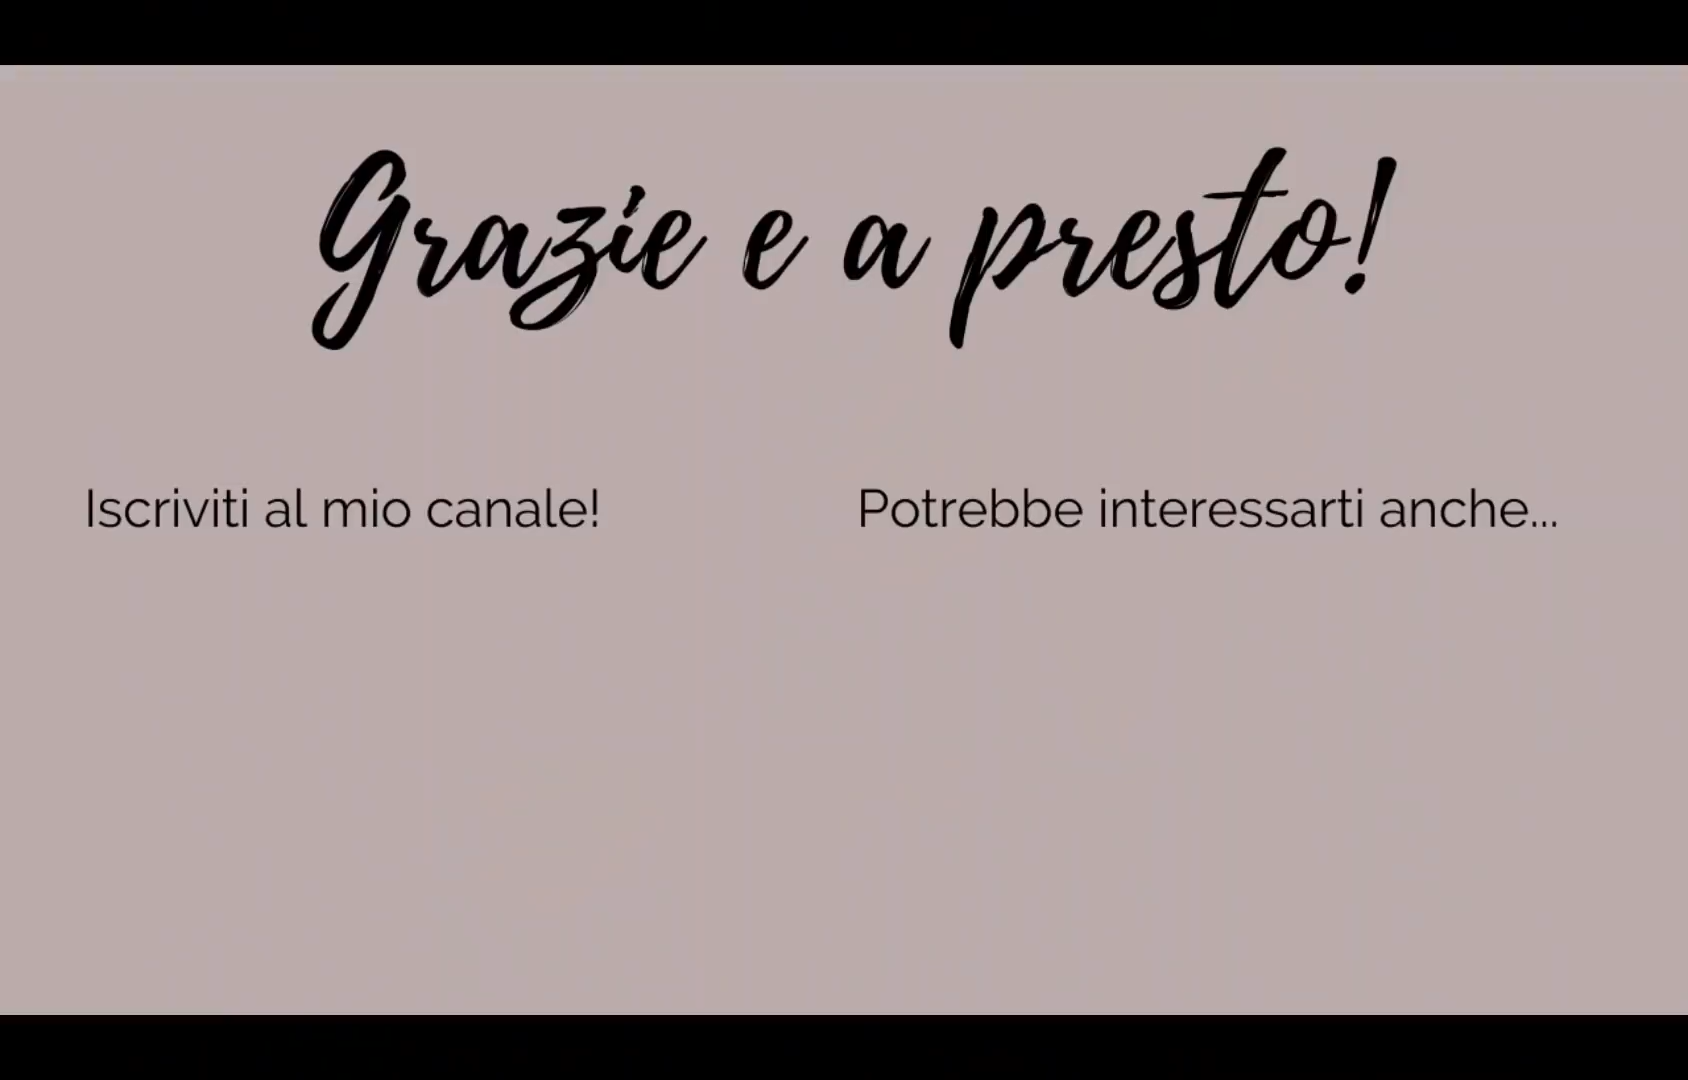 Grazie e a presto!
Iscriviti al mio canale!
Potrebbe interessarti anche...